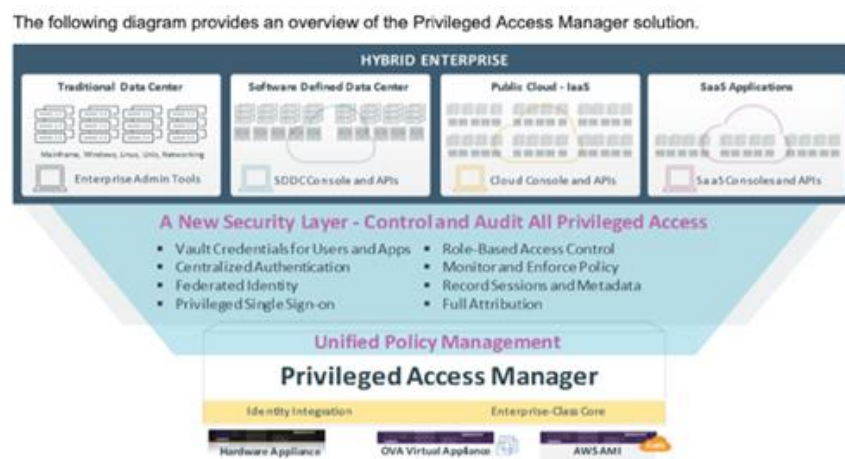 The following diagram provides an overview of the Privileged Access Manager solution.
HYBRID ENTERPRISE
Traditional Data Center
Mainframe, Windows, Linux, Unix, Networking
Enterprise Admin Tools
Software Defined Data Center
SDDC Console and APIs
Public Cloud - IaaS
Cloud Console and APIs
SaaS Applications
SaaS Consoles and APIs
A New Security Layer - Control and Audit All Privileged Access
▪ Vault Credentials for Users and Apps
▪ Centralized Authentication
▪ Federated Identity
▪ Privileged Single Sign-on
▪ Role-Based Access Control
▪ Monitor and Enforce Policy
▪ Record Sessions and Metadata
▪ Full Attribution
Unified Policy Management
Privileged Access Manager
Identity Integration
Enterprise-Class Core
Hardware Appliance
OVA Virtual Appliance
AWS AMI